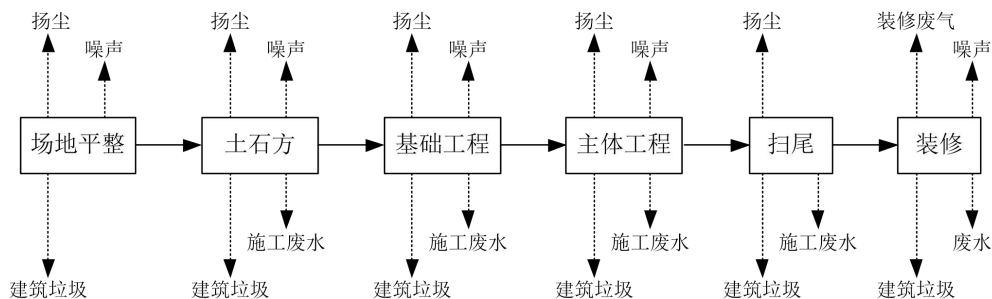 扬尘 扬尘 扬尘 扬尘 扬尘 装修废气
噪声 噪声 噪声 噪声 噪声
场地平整 土石方 基础工程 主体工程 扫尾 装修
施工废水 施工废水 施工废水 施工废水 废水
建筑垃圾 建筑垃圾 建筑垃圾 建筑垃圾 建筑垃圾 建筑垃圾